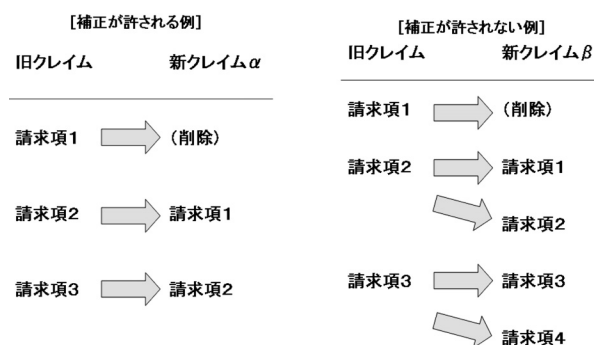 [補正が許される例]
旧クレイム 新クレイムα
請求項1 (削除)
請求項2 請求項1
請求項3 請求項2
[補正が許されない例]
旧クレイム 新クレイムβ
請求項1 (削除)
請求項2 請求項1
請求項2
請求項3 請求項3
請求項4